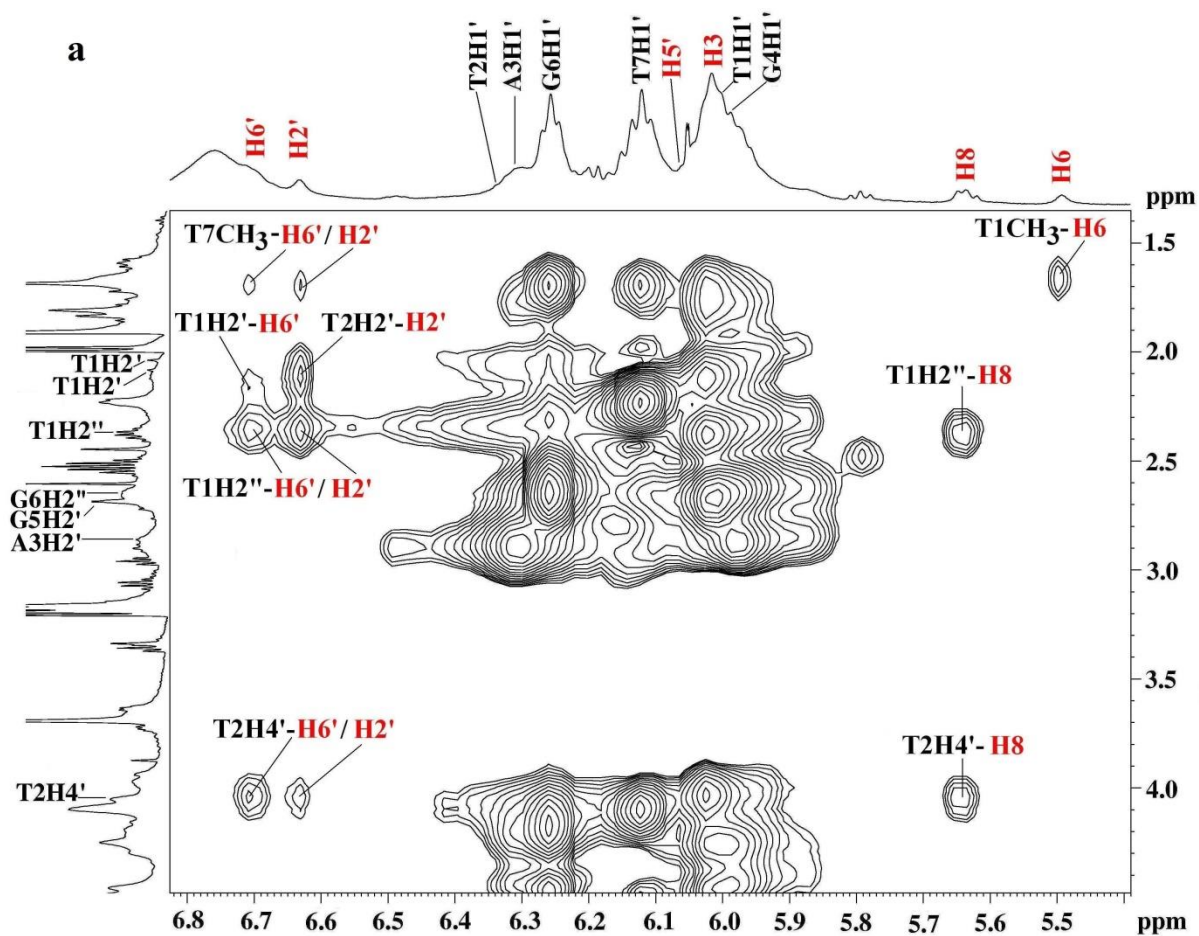 a
H6'
H2'
T2H1'
A3H1'
G6H1'
T7H1'
H5'
H3
T1H1'
G4H1'
H8
H6
ppm
T7CH3-H6'/H2'
T1CH3-H6
1.5
T1H2'-H6'
T2H2'-H2'
2.0
T1H2'
T1H2'
T1H2"-H8
T1H2"
2.5
T1H2"-H6'/H2'
G6H2"
G5H2'
A3H2'
3.0
3.5
T2H4'-H6'/H2'
T2H4'-H8
T2H4'
4.0
6.8 6.7 6.6 6.4 6.3 6.2 6.1 6.0 5.9 5.7 5.6 5.5 ppm